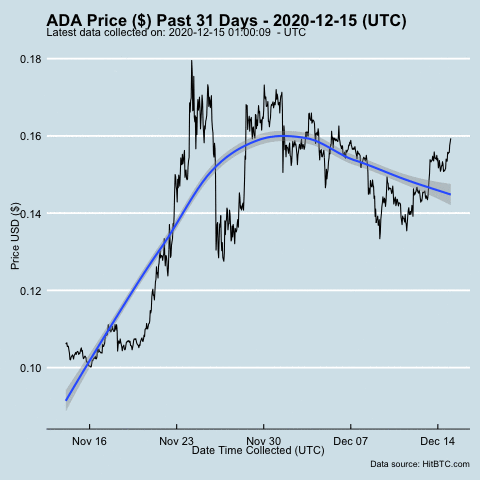 ADA Price ($) Past 31 Days - 2020-12-15 (UTC)
Latest data collected on: 2020-12-15 01:00:09 - UTC
0.18
0.16
0.14
0.12
0.10
Price USD ($)
Nov 16 Nov 23 Nov 30 Dec 07 Dec 14
Date Time Collected (UTC)
Data source: HitBTC.com